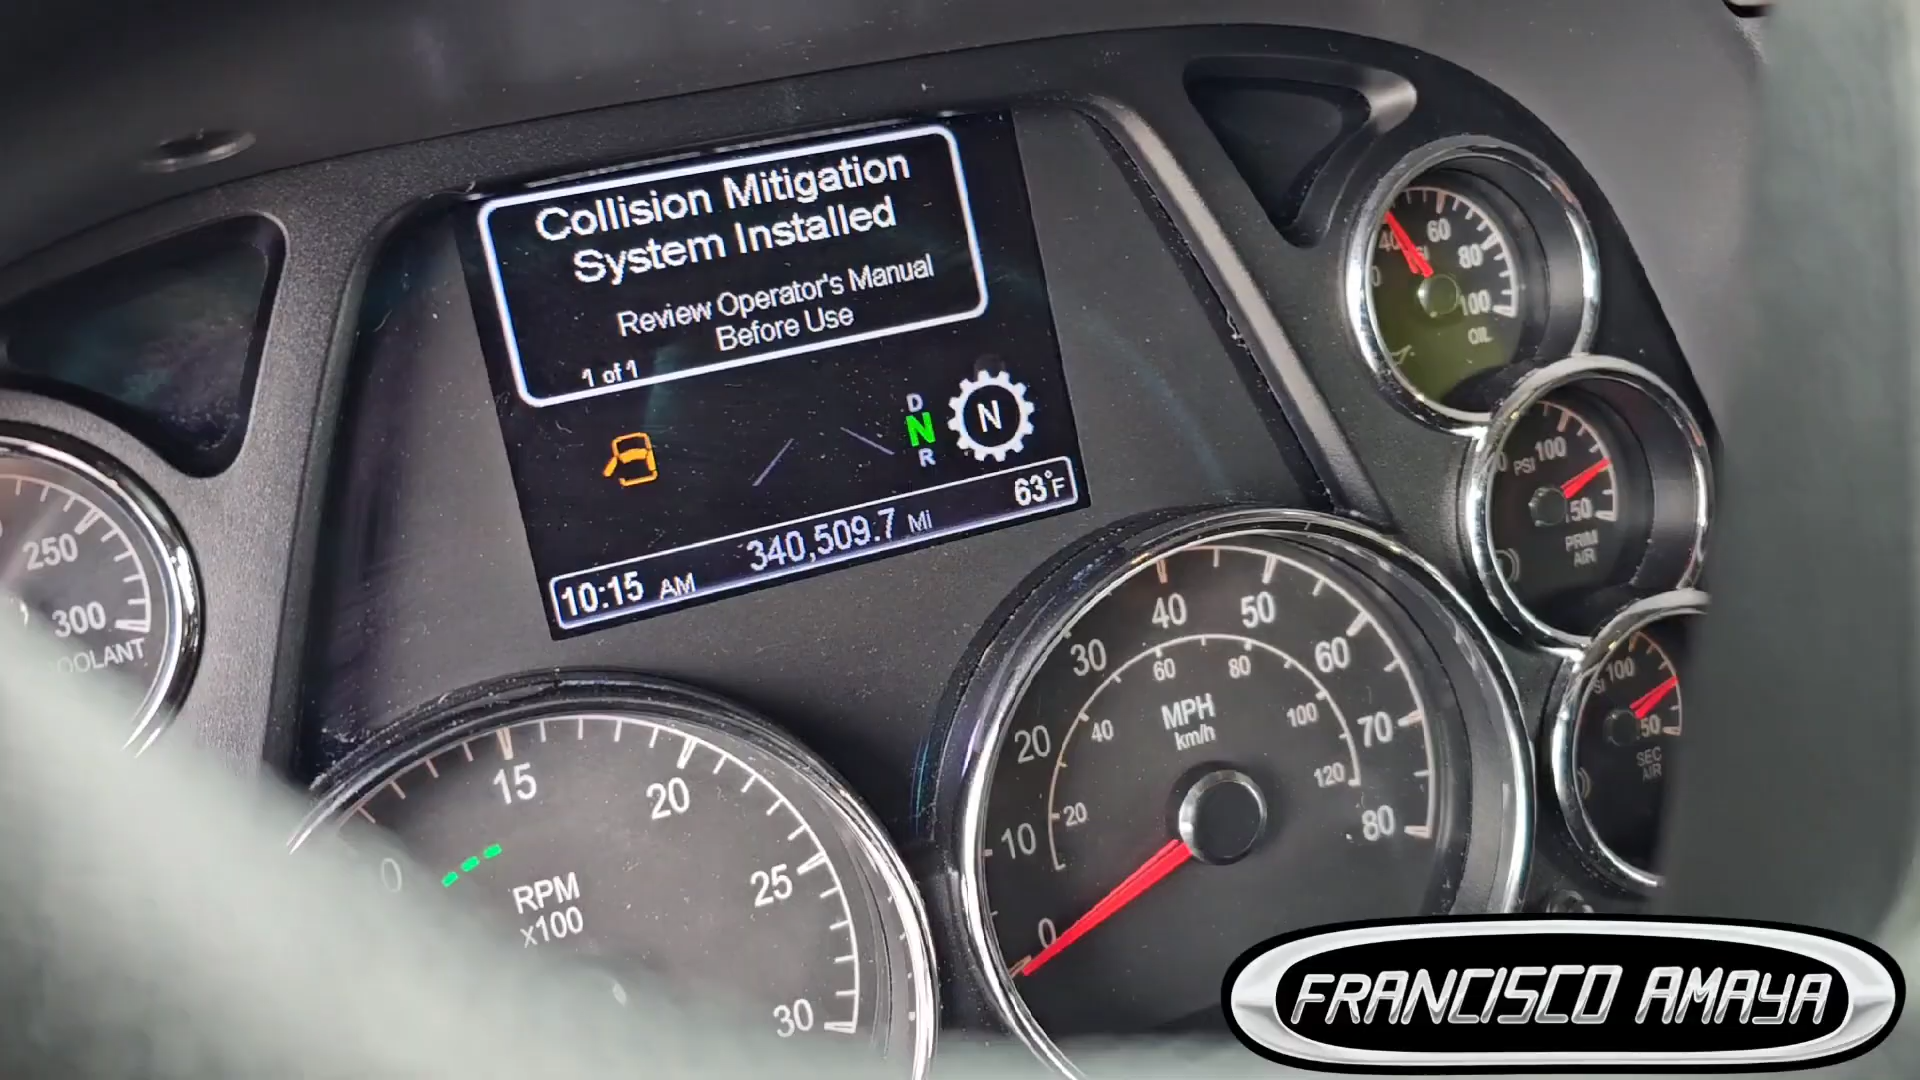 Collision Mitigation
System Installed
Review Operator's Manual
Before Use
1 of 1
D
N
R
N
63°F
340,509.7 Mi
10:15 AM
250
300
15
20
25
30
0
RPM
x100
0
10
20
30
40
50
60
70
80
20
40
60
80
100
120
MPH
km/h
40
60
80
100
OIL
PSI 100
PRIM
AIR
100
SEC
AIR
FRANCISCO AMAYA